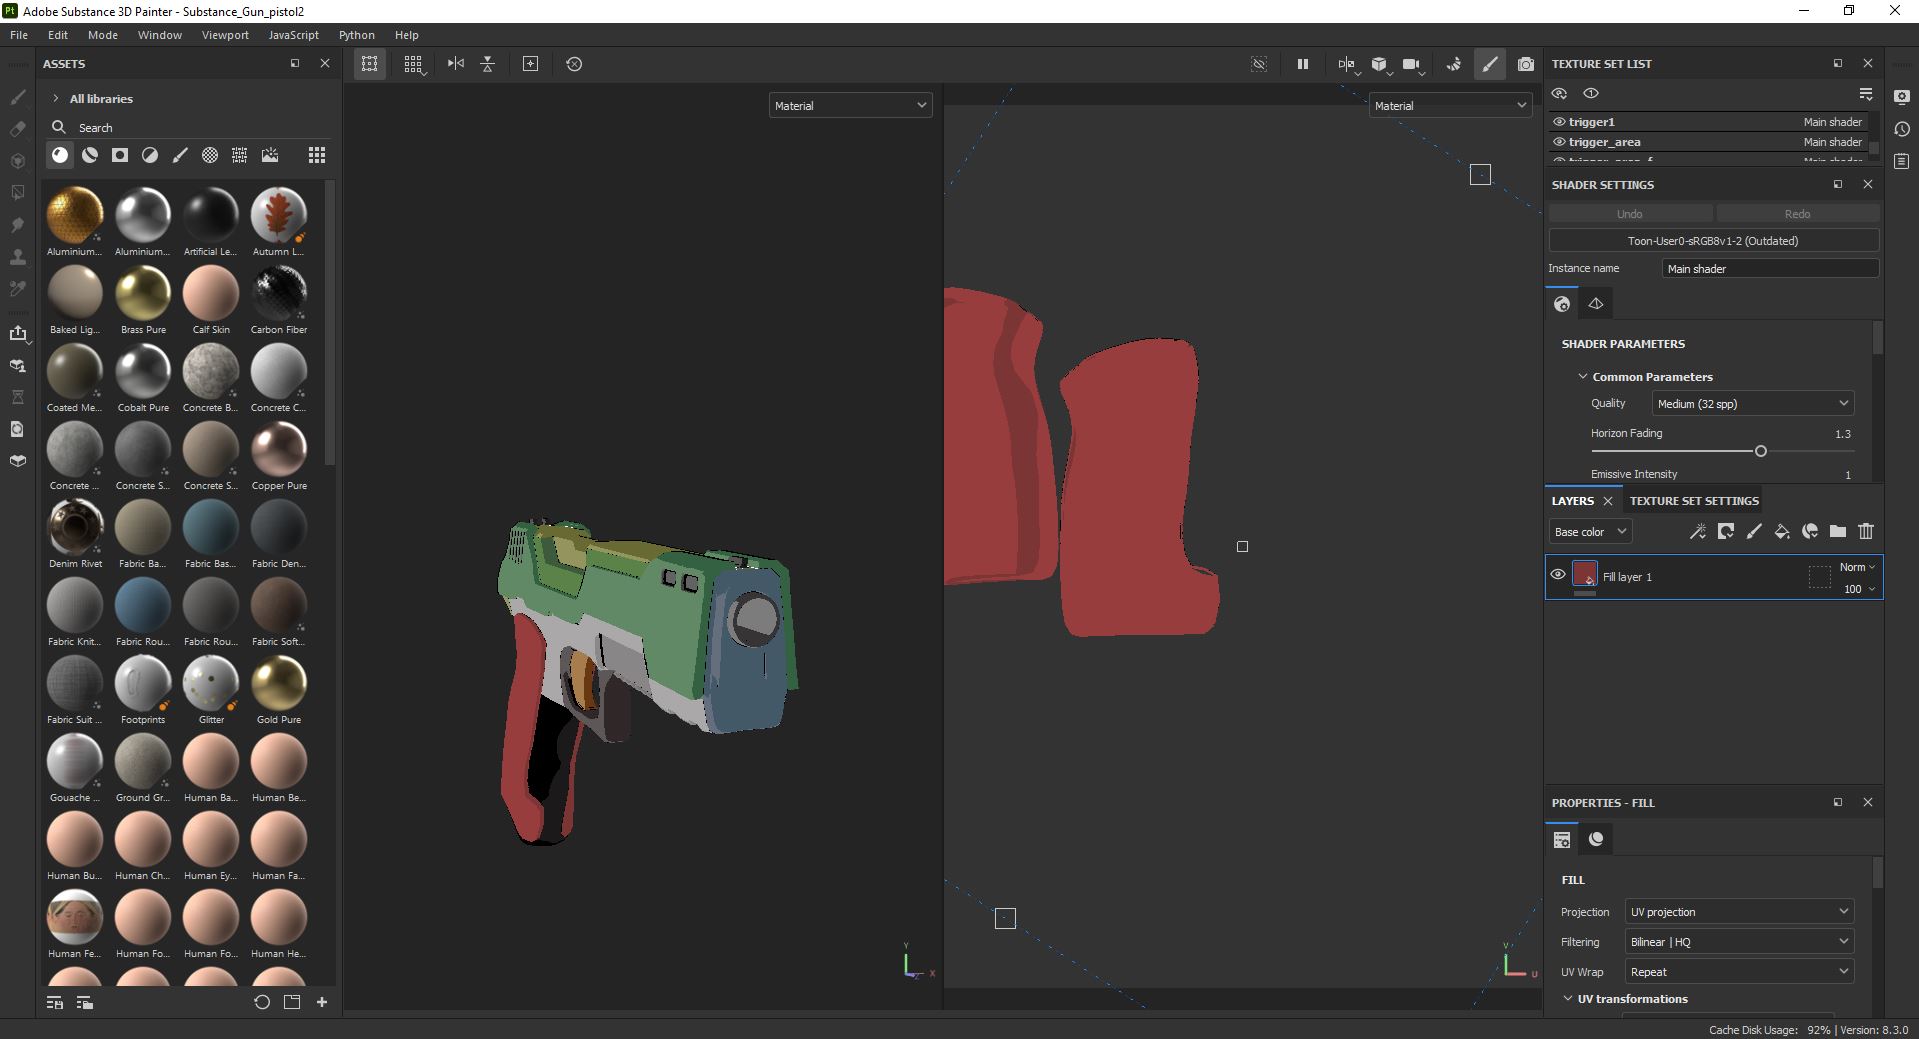 Pt Adobe Substance 3D Painter - Substance_Gun_pistol2
File Edit Mode Window Viewport JavaScript Python Help
ASSETS
All libraries
Search
Aluminium... Aluminium... Artificial Le... Autumn L...
Baked Lig... Brass Pure Calf Skin Carbon Fiber
Coated Me... Cobalt Pure Concrete B... Concrete C...
Concrete ... Concrete S... Concrete S... Copper Pure
Denim Rivet Fabric Ba... Fabric Bas... Fabric Den...
Fabric Knit... Fabric Rou... Fabric Rou... Fabric Soft...
Fabric Suit ... Footprints Glitter Gold Pure
Gouache ... Ground Gr... Human Ba... Human Be...
Human Bu... Human Ch... Human Ey... Human Fa...
Human Fe... Human Fo... Human Fo... Human He...
Material
Y
X
Z
Material
V
U
TEXTURE SET LIST
trigger1 Main shader
trigger_area Main shader
SHADER SETTINGS
Undo Redo
Toon-User0-sRGB8v1-2 (Outdated)
Instance name Main shader
SHADER PARAMETERS
Common Parameters
Quality Medium (32 spp)
Horizon Fading 1.3
Emissive Intensity 1
LAYERS TEXTURE SET SETTINGS
Base color
Fill layer 1 Norm
100
PROPERTIES - FILL
FILL
Projection UV projection
Filtering Bilinear | HQ
UV Wrap Repeat
UV transformations
Cache Disk Usage: 92% | Version: 8.3.0